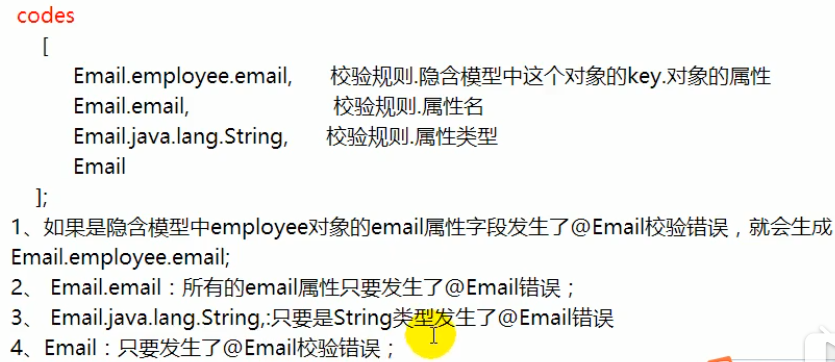 codes
[
Email.employee.email, 校验规则.隐含模型中这个对象的key.对象的属性
Email.email, 校验规则.属性名
Email.java.lang.String, 校验规则.属性类型
Email
];
1、如果是隐含模型中employee对象的email属性字段发生了@Email校验错误，就会生成
Email.employee.email;
2、 Email.email：所有的email属性只要发生了@Email错误；
3、 Email.java.lang.String,:只要是String类型发生了@Email错误
4、Email：只要发生了@Email校验错误；